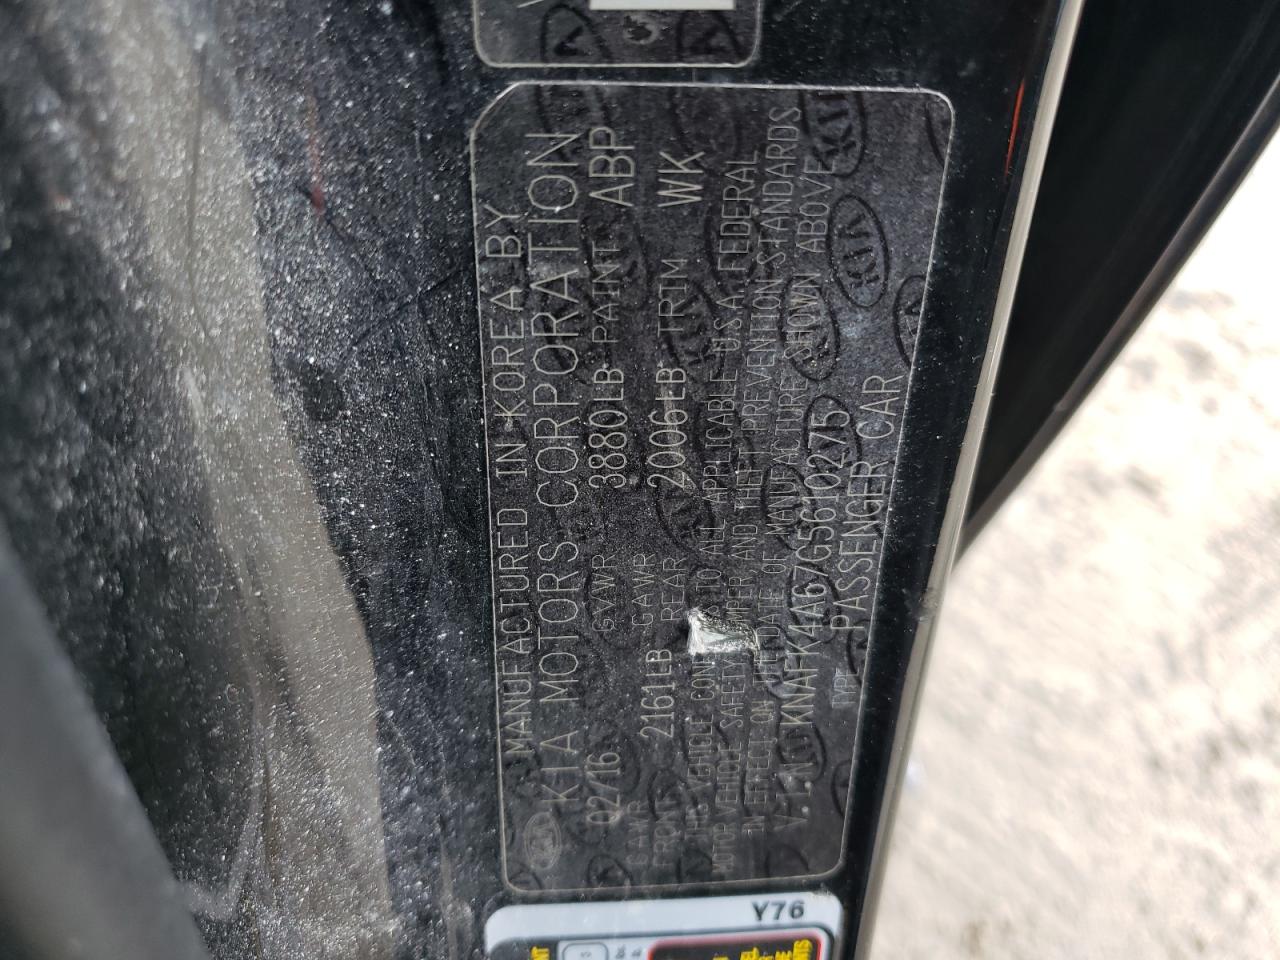 MANUFACTURED IN KOREA BY
KIA MOTORS CORPORATION
02/16 GVWR 3880LB PAINT ABP
GAWR FRONT 2161LB GAWR REAR 2006LB TRIM WK
THIS VEHICLE TO ALL APPLICABLE U.S.A. FEDERAL
MOTOR VEHICLE SAFETY AND THEFT PREVENTION STANDARDS
IN EFFECT ON THE DATE OF MANUFACTURE SHOWN ABOVE
V.I.N KNAFK4A67G5610275
PASSENGER CAR
KIA
Y76